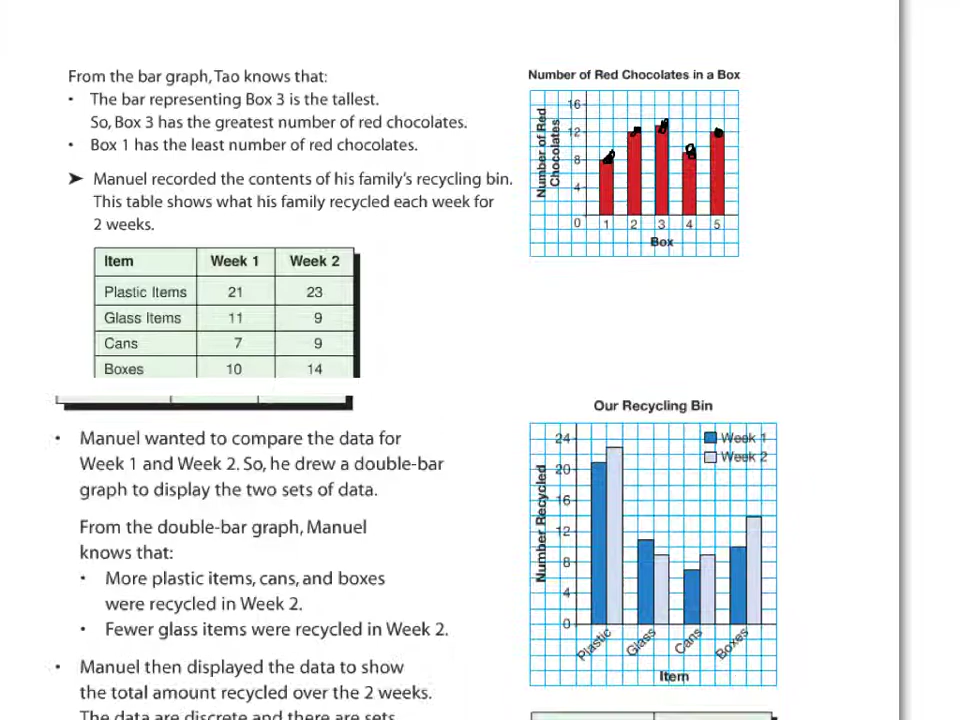 From the bar graph, Tao knows that:
• The bar representing Box 3 is the tallest.
So, Box 3 has the greatest number of red chocolates.
• Box 1 has the least number of red chocolates.
➤ Manuel recorded the contents of his family's recycling bin.
This table shows what his family recycled each week for
2 weeks.
Number of Red Chocolates in a Box
Number of Red
Chocolates
16
12
8
4
0
1 2 3 4 5
Box
Item Week 1 Week 2
Plastic Items 21 23
Glass Items 11 9
Cans 7 9
Boxes 10 14
• Manuel wanted to compare the data for
Week 1 and Week 2. So, he drew a double-bar
graph to display the two sets of data.
From the double-bar graph, Manuel
knows that:
• More plastic items, cans, and boxes
were recycled in Week 2.
• Fewer glass items were recycled in Week 2.
• Manuel then displayed the data to show
the total amount recycled over the 2 weeks.
The data are discrete and there are sets
Our Recycling Bin
Week 1
Week 2
Number Recycled
24
20
16
12
8
4
0
Plastic Glass Cans Boxes
Item